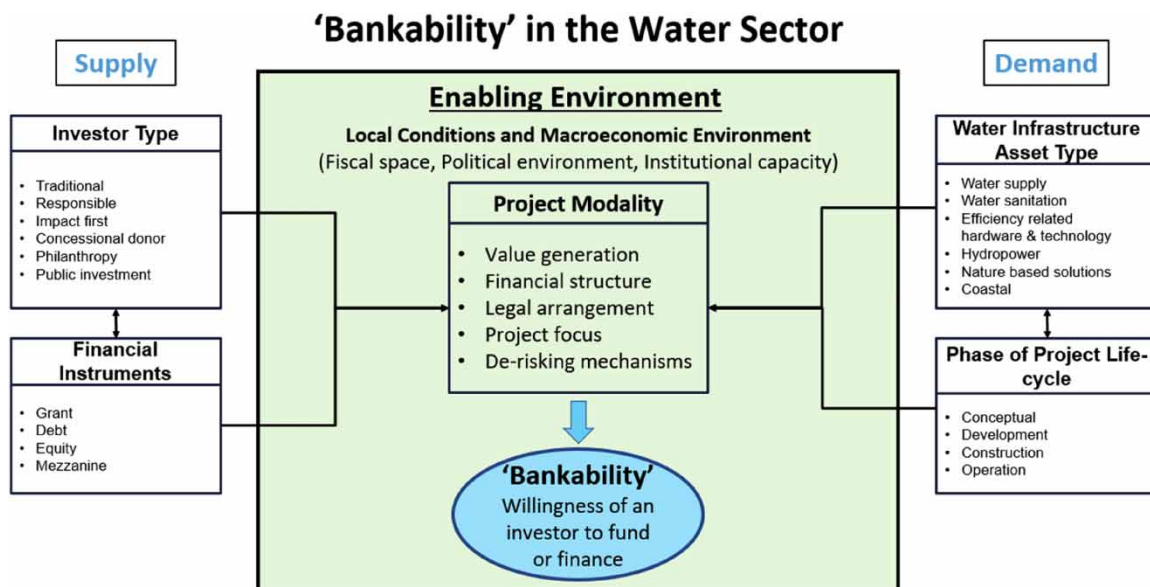 ‘Bankability’ in the Water Sector
Supply
Investor Type
• Traditional
• Responsible
• Impact first
• Concessional donor
• Philanthropy
• Public investment
Financial
Instruments
• Grant
• Debt
• Equity
• Mezzanine
Enabling Environment
Local Conditions and Macroeconomic Environment
(Fiscal space, Political environment, Institutional capacity)
Project Modality
• Value generation
• Financial structure
• Legal arrangement
• Project focus
• De-risking mechanisms
‘Bankability’
Willingness of an
investor to fund
or finance
Demand
Water Infrastructure
Asset Type
• Water supply
• Water sanitation
• Efficiency related
hardware & technology
• Hydropower
• Nature based solutions
• Coastal
Phase of Project Life-
cycle
• Conceptual
• Development
• Construction
• Operation